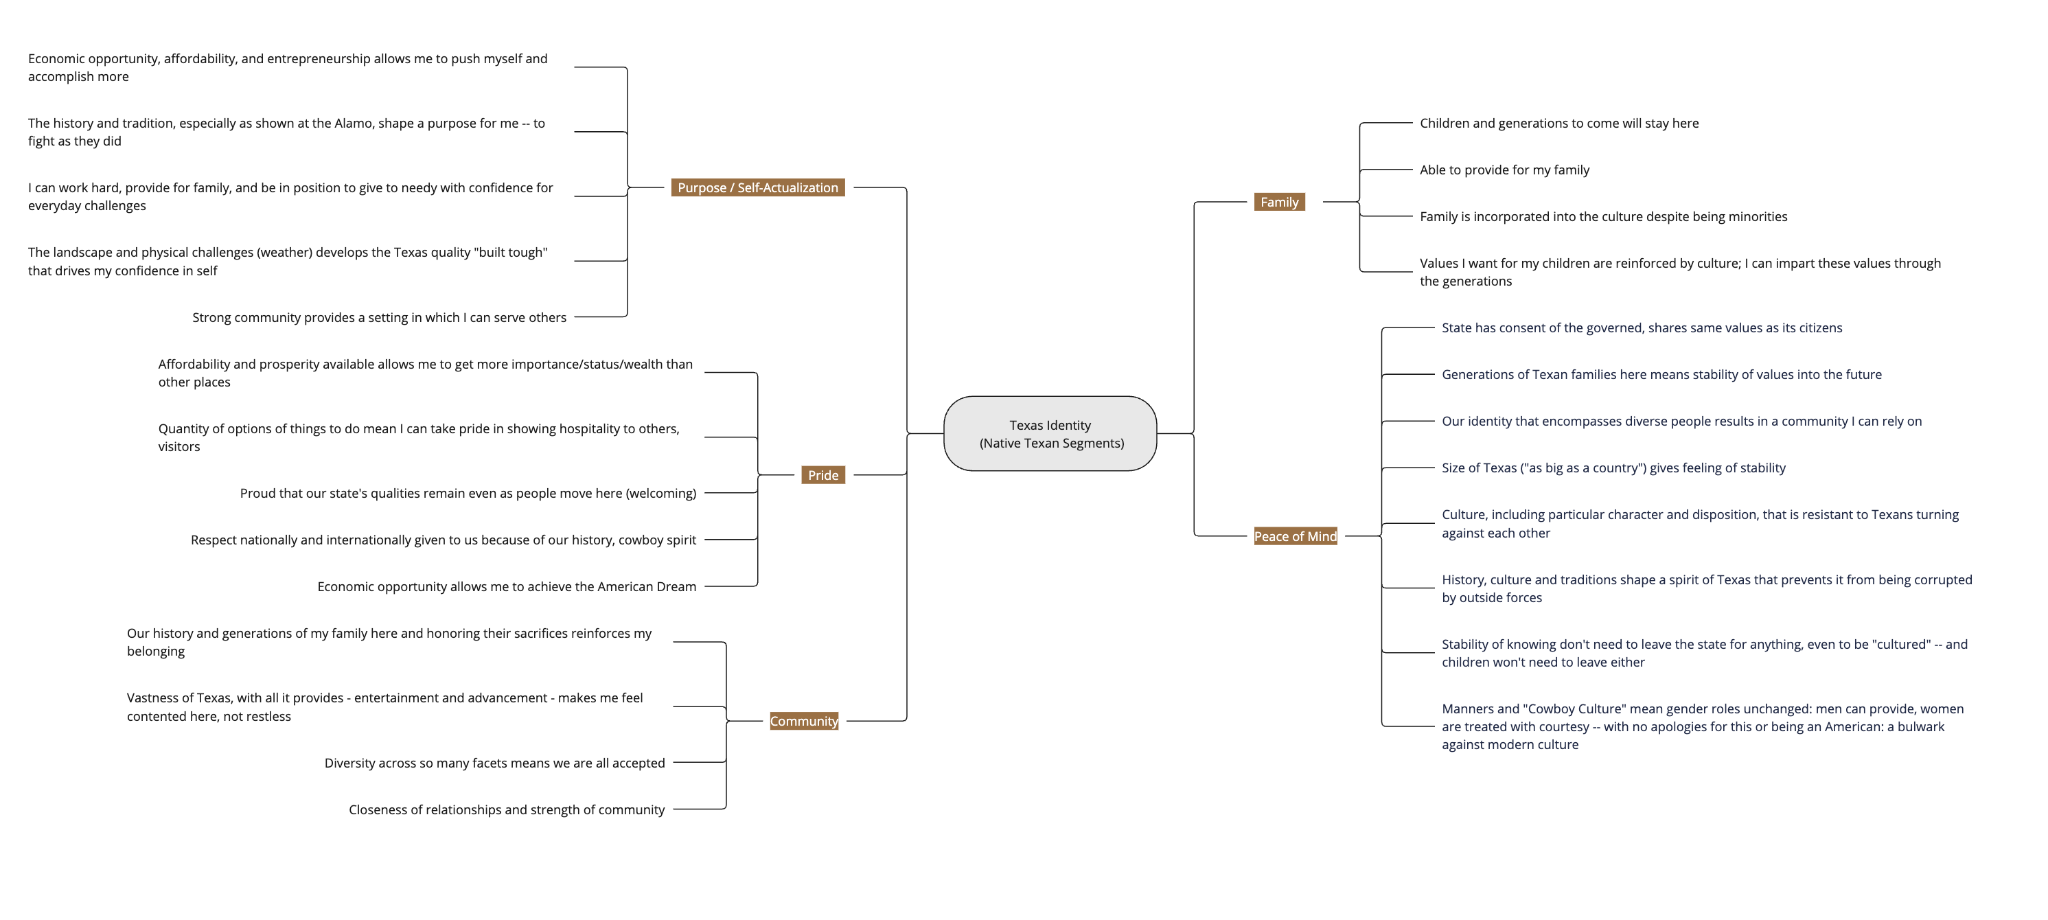 Economic opportunity, affordability, and entrepreneurship allows me to push myself and
accomplish more
The history and tradition, especially as shown at the Alamo, shape a purpose for me -- to
fight as they did
I can work hard, provide for family, and be in position to give to needy with confidence for
everyday challenges
The landscape and physical challenges (weather) develops the Texas quality "built tough"
that drives my confidence in self
Strong community provides a setting in which I can serve others
Purpose / Self-Actualization
Affordability and prosperity available allows me to get more importance/status/wealth than
other places
Quantity of options of things to do mean I can take pride in showing hospitality to others,
visitors
Proud that our state's qualities remain even as people move here (welcoming)
Respect nationally and internationally given to us because of our history, cowboy spirit
Economic opportunity allows me to achieve the American Dream
Pride
Our history and generations of my family here and honoring their sacrifices reinforces my
belonging
Vastness of Texas, with all it provides - entertainment and advancement - makes me feel
contented here, not restless
Diversity across so many facets means we are all accepted
Closeness of relationships and strength of community
Community
Texas Identity
(Native Texan Segments)
Family
Children and generations to come will stay here
Able to provide for my family
Family is incorporated into the culture despite being minorities
Values I want for my children are reinforced by culture; I can impart these values through
the generations
Peace of Mind
State has consent of the governed, shares same values as its citizens
Generations of Texan families here means stability of values into the future
Our identity that encompasses diverse people results in a community I can rely on
Size of Texas ("as big as a country") gives feeling of stability
Culture, including particular character and disposition, that is resistant to Texans turning
against each other
History, culture and traditions shape a spirit of Texas that prevents it from being corrupted
by outside forces
Stability of knowing don't need to leave the state for anything, even to be "cultured" -- and
children won't need to leave either
Manners and "Cowboy Culture" mean gender roles unchanged: men can provide, women
are treated with courtesy -- with no apologies for this or being an American: a bulwark
against modern culture